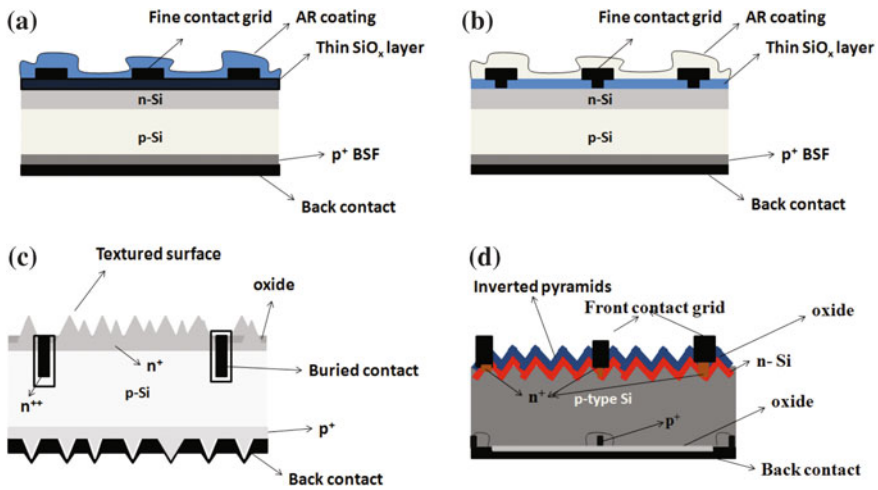 (a)
Fine contact grid
AR coating
Thin SiOx layer
n-Si
p-Si
p+ BSF
Back contact
(b)
Fine contact grid
AR coating
Thin SiOx layer
n-Si
p-Si
p+ BSF
Back contact
(c)
Textured surface
oxide
n+
Buried contact
p-Si
n++
p+
Back contact
(d)
Inverted pyramids
Front contact grid
oxide
n- Si
n+
p-type Si
oxide
p+
Back contact